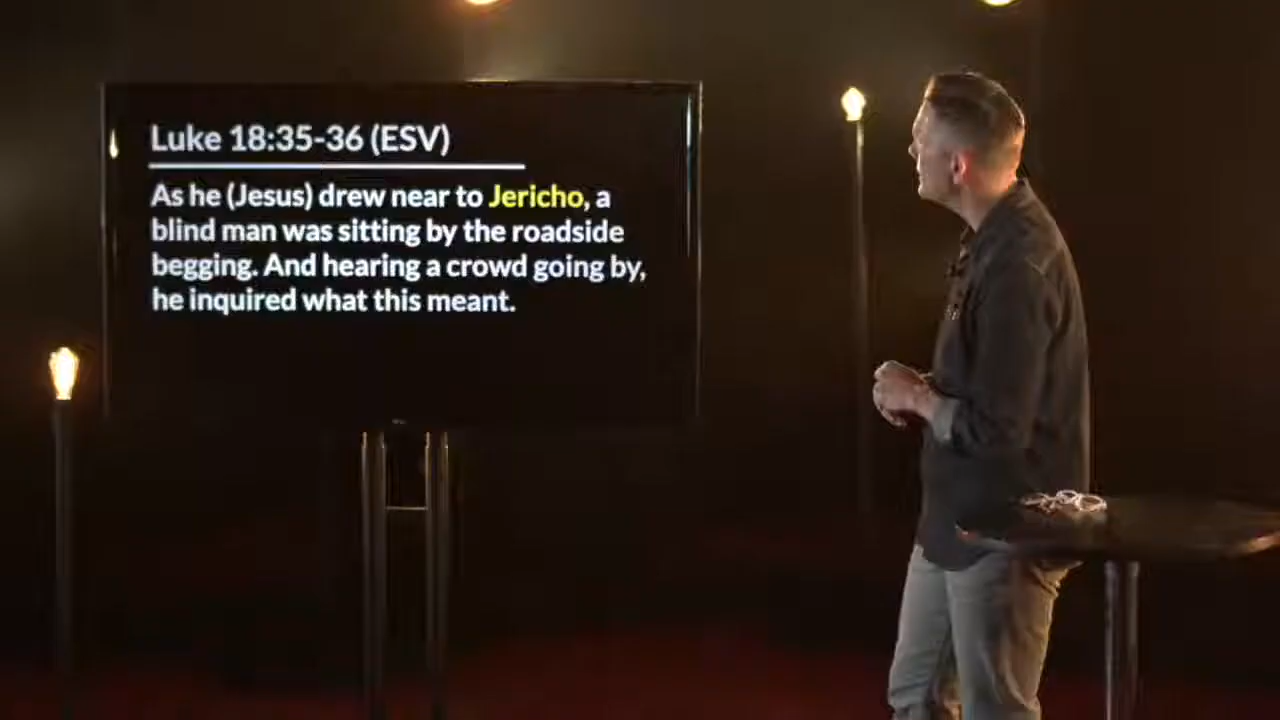 Luke 18:35-36 (ESV)
As he (Jesus) drew near to Jericho, a
blind man was sitting by the roadside
begging. And hearing a crowd going by,
he inquired what this meant.